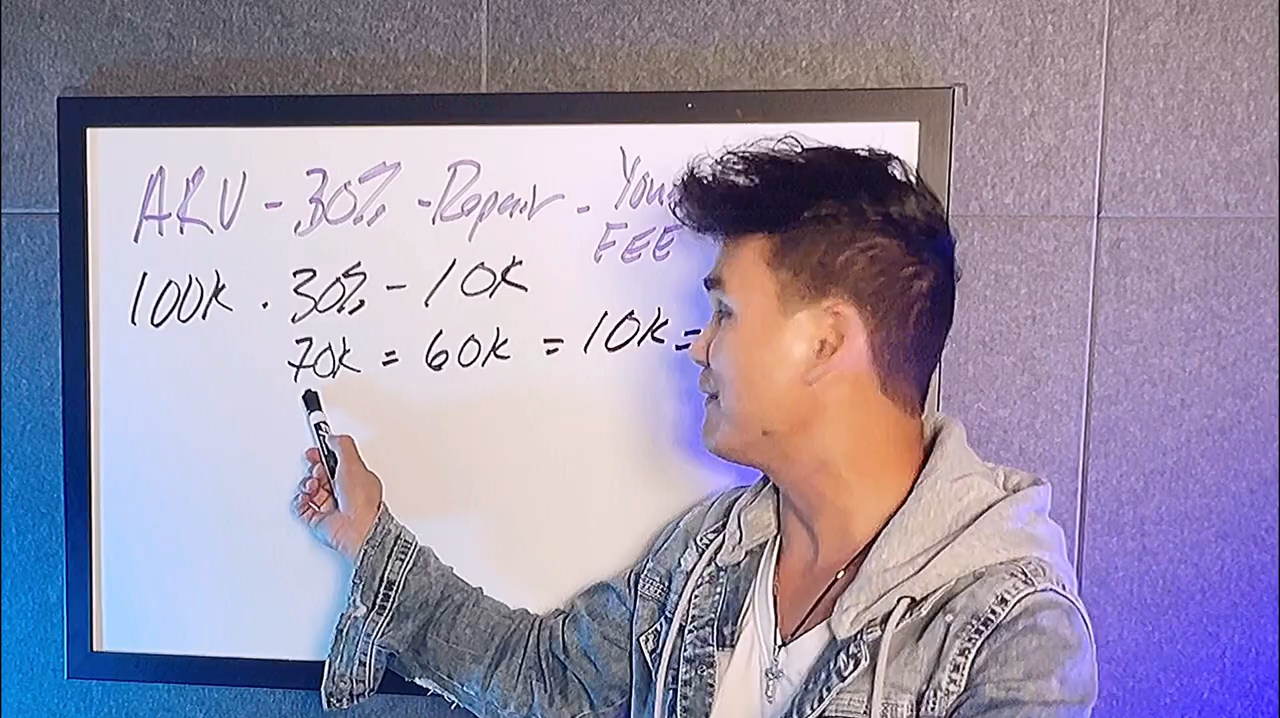 ARV - 30% - Repair - Your
FEE
100k . 30% - 10k
70k = 60k = 10k =